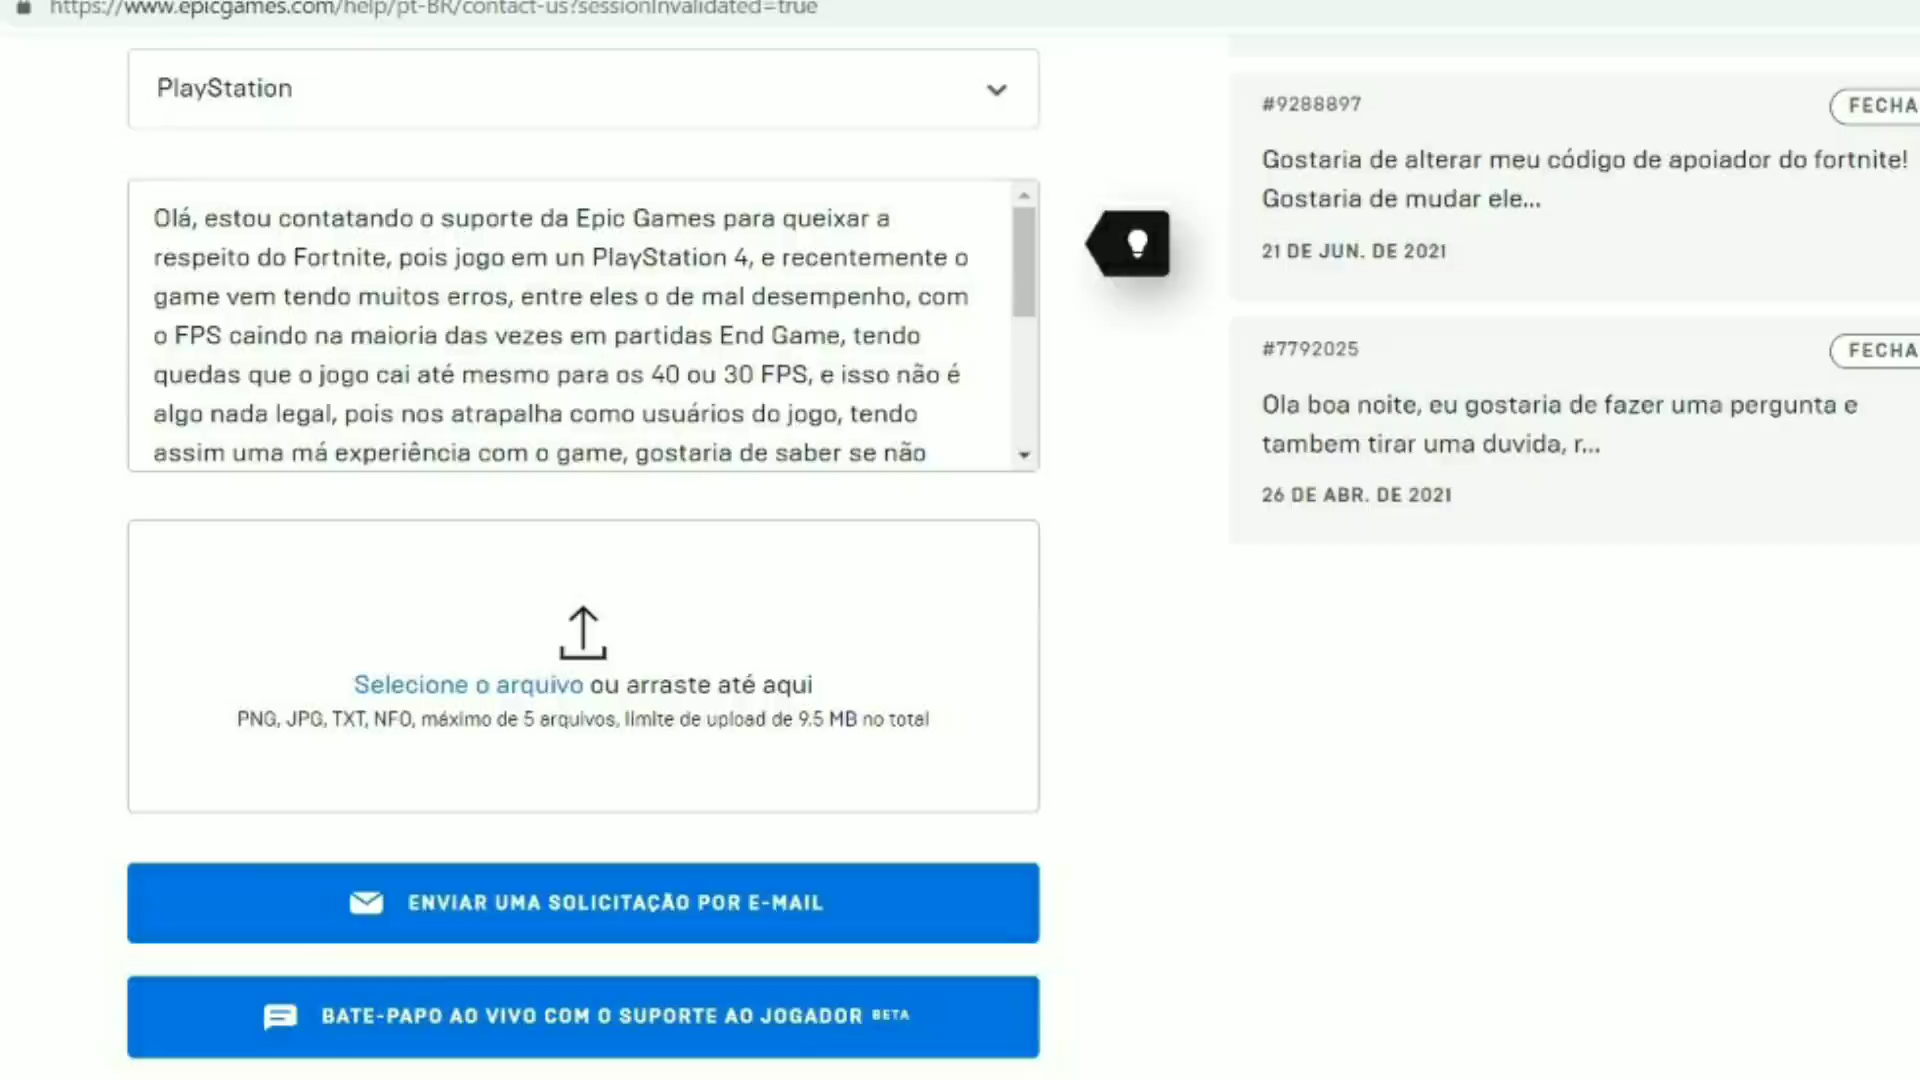 https://www.epicgames.com/help/pt-BR/contact-us?sessionInvalidated=true
PlayStation
Olá, estou contatando o suporte da Epic Games para queixar a
respeito do Fortnite, pois jogo em un PlayStation 4, e recentemente o
game vem tendo muitos erros, entre eles o de mal desempenho, com
o FPS caindo na maioria das vezes em partidas End Game, tendo
quedas que o jogo cai até mesmo para os 40 ou 30 FPS, e isso não é
algo nada legal, pois nos atrapalha como usuários do jogo, tendo
assim uma má experiência com o game, gostaria de saber se não
Selecione o arquivo ou arraste até aqui
PNG, JPG, TXT, NFO, máximo de 5 arquivos, limite de upload de 9.5 MB no total
ENVIAR UMA SOLICITAÇÃO POR E-MAIL
BATE-PAPO AO VIVO COM O SUPORTE AO JOGADOR BETA
#9288897
FECHA
Gostaria de alterar meu código de apoiador do fortnite!
Gostaria de mudar ele...
21 DE JUN. DE 2021
#7792025
FECHA
Ola boa noite, eu gostaria de fazer uma pergunta e
tambem tirar uma duvida, r...
26 DE ABR. DE 2021